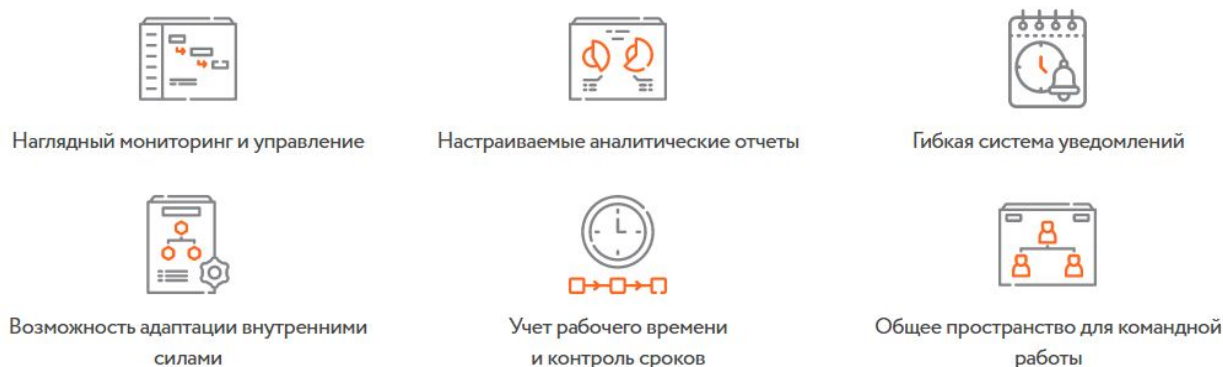 Наглядный мониторинг и управление
Настраиваемые аналитические отчеты
Гибкая система уведомлений
Возможность адаптации внутренними
силами
Учет рабочего времени
и контроль сроков
Общее пространство для командной
работы